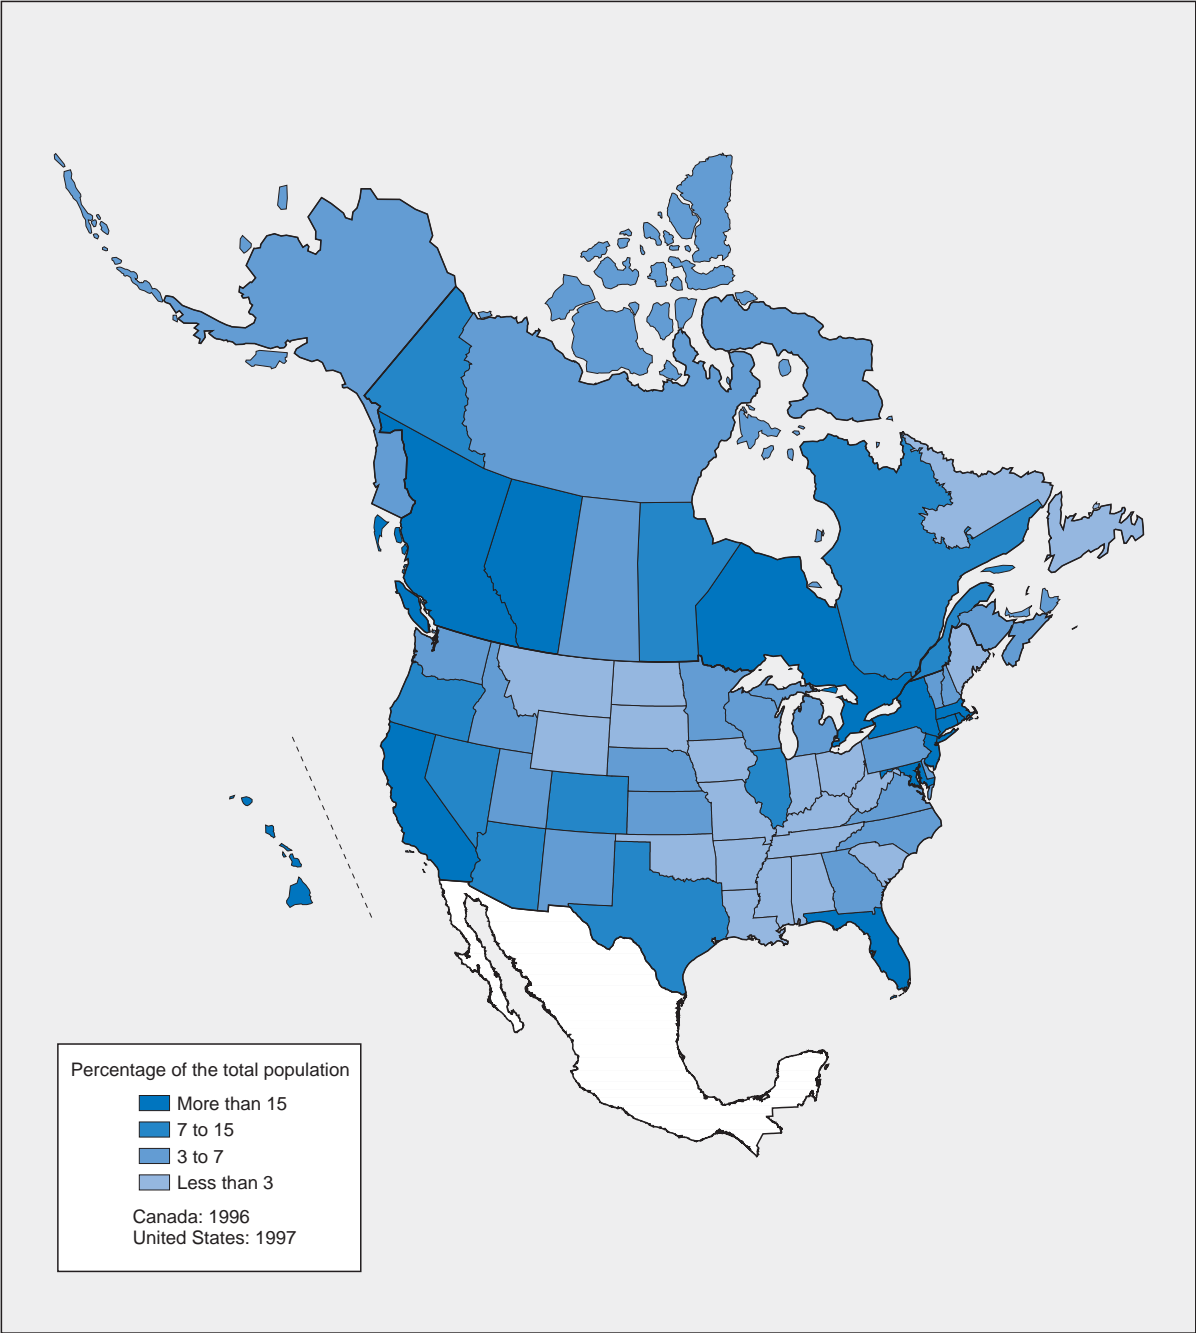 Percentage of the total population
More than 15
7 to 15
3 to 7
Less than 3
Canada: 1996
United States: 1997